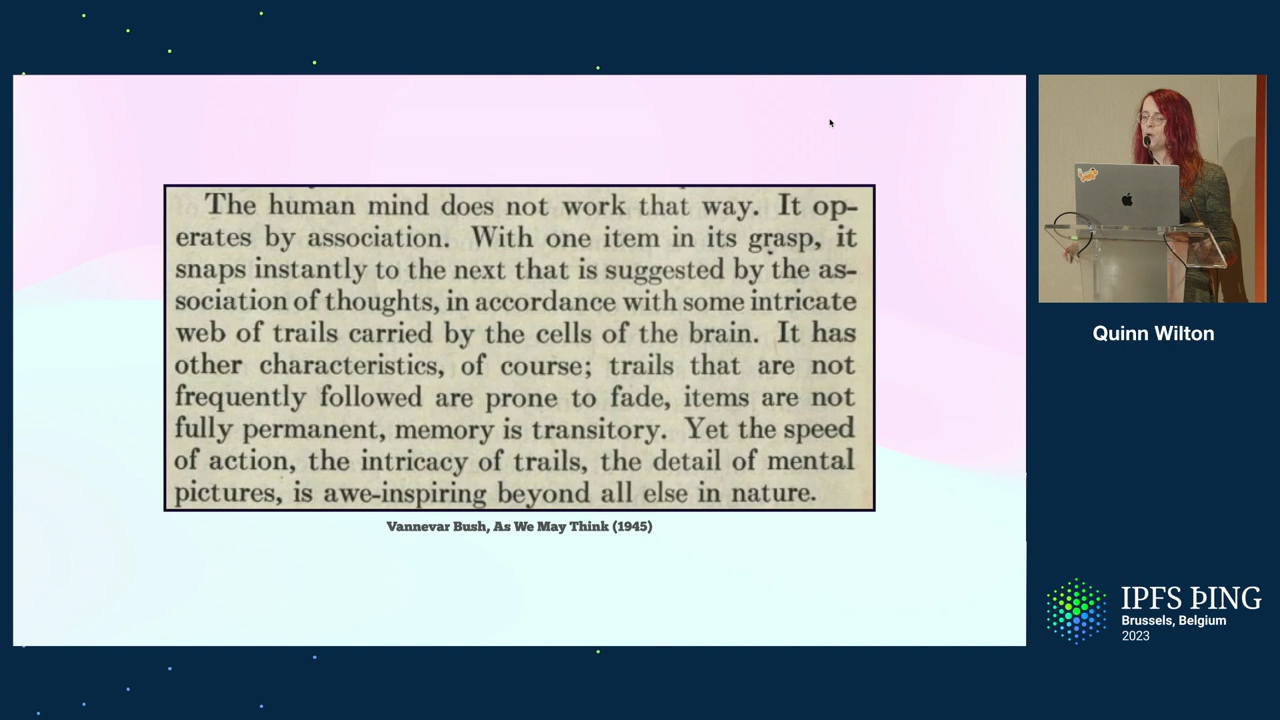 The human mind does not work that way. It op-
erates by association. With one item in its grasp, it
snaps instantly to the next that is suggested by the as-
sociation of thoughts, in accordance with some intricate
web of trails carried by the cells of the brain. It has
other characteristics, of course; trails that are not
frequently followed are prone to fade, items are not
fully permanent, memory is transitory. Yet the speed
of action, the intricacy of trails, the detail of mental
pictures, is awe-inspiring beyond all else in nature.
Vannevar Bush, As We May Think (1945)
Quinn Wilton
IPFS ÞING
Brussels, Belgium
2023